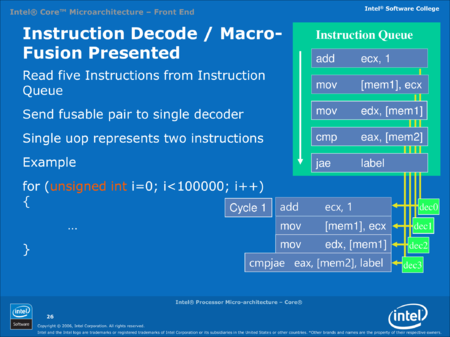 Intel® Core™ Microarchitecture – Front End
Intel® Software College
Instruction Decode / Macro-
Fusion Presented
Read five Instructions from Instruction
Queue
Send fusable pair to single decoder
Single uop represents two instructions
Example
for (unsigned int i=0; i<100000; i++)
{
…
}
Instruction Queue
add ecx, 1
mov [mem1], ecx
mov edx, [mem1]
cmp eax, [mem2]
jae label
Cycle 1
add ecx, 1
dec0
mov [mem1], ecx
dec1
mov edx, [mem1]
dec2
cmpjae eax, [mem2], label
dec3
Intel® Processor Micro-architecture – Core®
intel
Software
26
Copyright © 2006, Intel Corporation. All rights reserved.
Intel and the Intel logo are trademarks or registered trademarks of Intel Corporation or its subsidiaries in the United States or other countries. *Other brands and names are the property of their respective owners.
intel